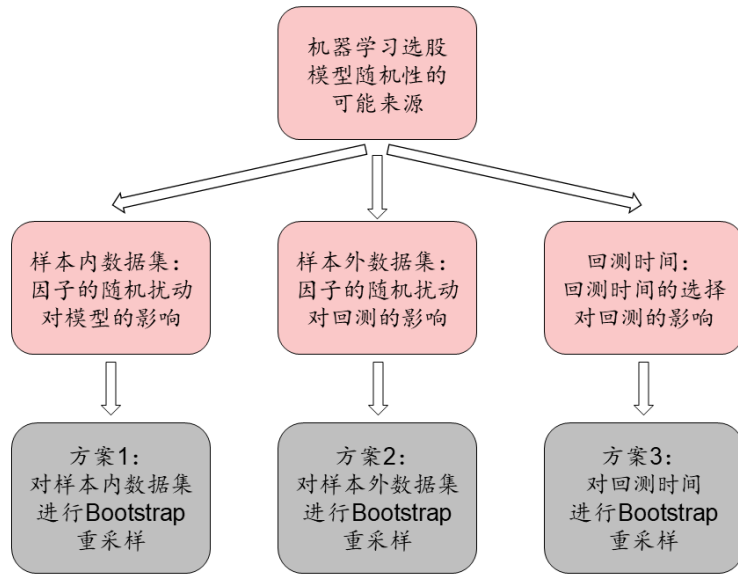 机器学习选股
模型随机性的
可能来源
样本内数据集：
因子的随机扰动
对模型的影响
样本外数据集：
因子的随机扰动
对回测的影响
回测时间：
回测时间的选择
对回测的影响
方案1：
对样本内数据集
进行Bootstrap
重采样
方案2：
对样本外数据集
进行Bootstrap
重采样
方案3：
对回测时间
进行Bootstrap
重采样